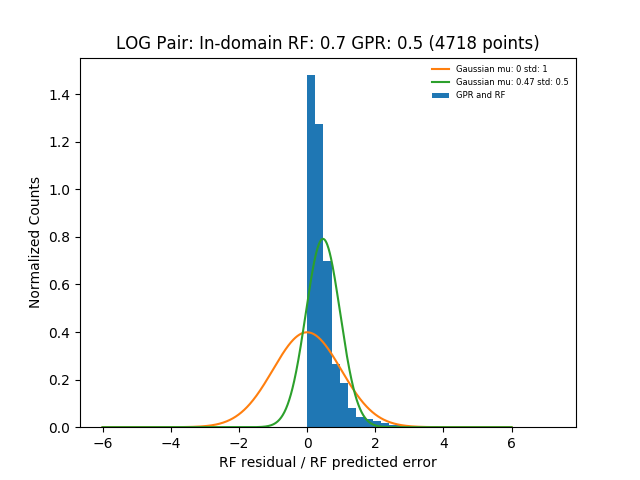 LOG Pair: In-domain RF: 0.7 GPR: 0.5 (4718 points)
Gaussian mu: 0 std: 1
Gaussian mu: 0.47 std: 0.5
GPR and RF
Normalized Counts
1.4
1.2
1.0
0.8
0.6
0.4
0.2
0.0
−6 −4 −2 0 2 4 6
RF residual / RF predicted error